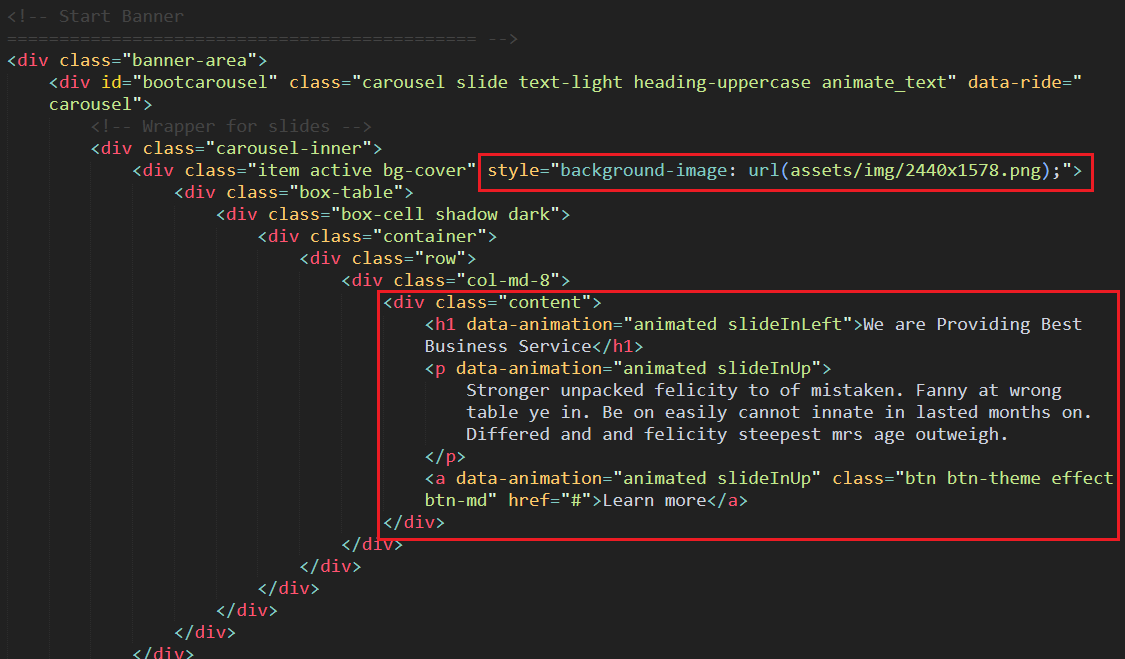 <!-- Start Banner
============================================= -->
<div class="banner-area">
<div id="bootcarousel" class="carousel slide text-light heading-uppercase animate_text" data-ride="
carousel">
<!-- Wrapper for slides -->
<div class="carousel-inner">
<div class="item active bg-cover" style="background-image: url(assets/img/2440x1578.png);">
<div class="box-table">
<div class="box-cell shadow dark">
<div class="container">
<div class="row">
<div class="col-md-8">
<div class="content">
<h1 data-animation="animated slideInLeft">We are Providing Best
Business Service</h1>
<p data-animation="animated slideInUp">
Stronger unpacked felicity to of mistaken. Fanny at wrong
table ye in. Be on easily cannot innate in lasted months on.
Differed and and felicity steepest mrs age outweigh.
</p>
<a data-animation="animated slideInUp" class="btn btn-theme effect
btn-md" href="#">Learn more</a>
</div>
</div>
</div>
</div>
</div>
</div>
</div>